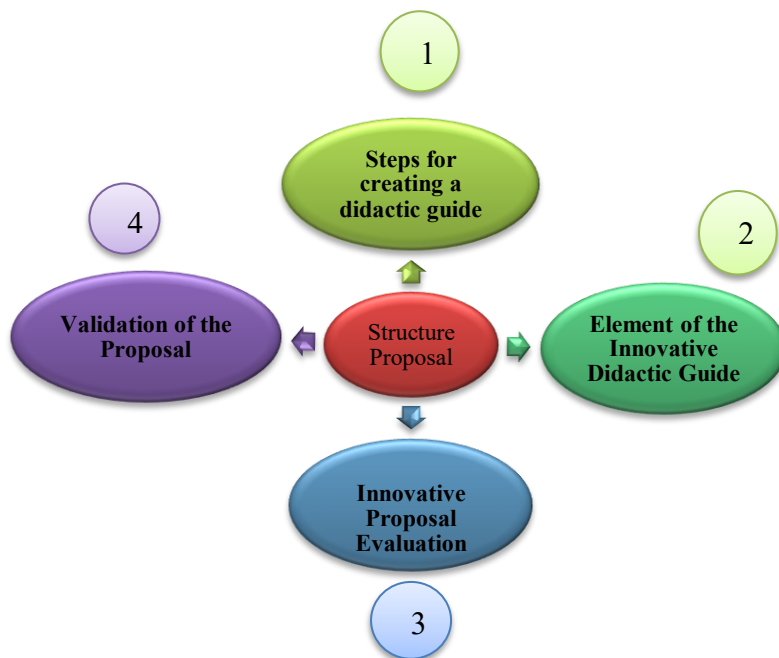 1
Steps for
creating a
didactic guide
4
2
Validation of the
Proposal
Structure
Proposal
Element of the
Innovative
Didactic Guide
Innovative
Proposal
Evaluation
3